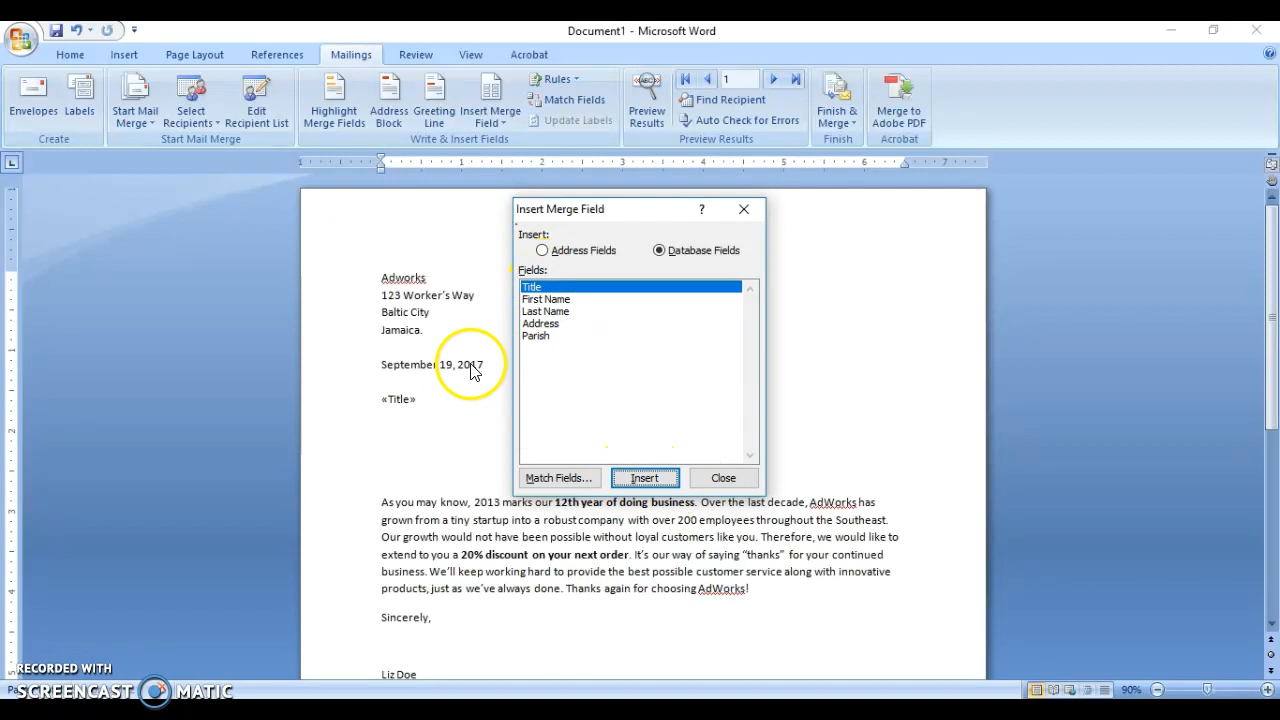 Document1 - Microsoft Word
Home Insert Page Layout References Mailings Review View Acrobat
Envelopes Labels Start Mail Merge Select Recipients Edit Recipient List Highlight Merge Fields Address Block Greeting Line Insert Merge Field Rules Match Fields Update Labels Preview Results 1 Find Recipient Auto Check for Errors Finish & Merge Merge to Adobe PDF
Create Start Mail Merge Write & Insert Fields Preview Results Finish Acrobat
1 1 2 3 4 5 6 7
Insert Merge Field ?
Insert:
Address Fields Database Fields
Fields:
Title
First Name
Last Name
Address
Parish
Match Fields... Insert Close
Adworks
123 Worker's Way
Baltic City
Jamaica.
September 19, 2017
«Title»
As you may know, 2013 marks our 12th year of doing business. Over the last decade, AdWorks has
grown from a tiny startup into a robust company with over 200 employees throughout the Southeast.
Our growth would not have been possible without loyal customers like you. Therefore, we would like to
extend to you a 20% discount on your next order. It's our way of saying "thanks" for your continued
business. We'll keep working hard to provide the best possible customer service along with innovative
products, just as we've always done. Thanks again for choosing AdWorks!
Sincerely,
Liz Doe
RECORDED WITH
SCREENCAST MATIC
90%